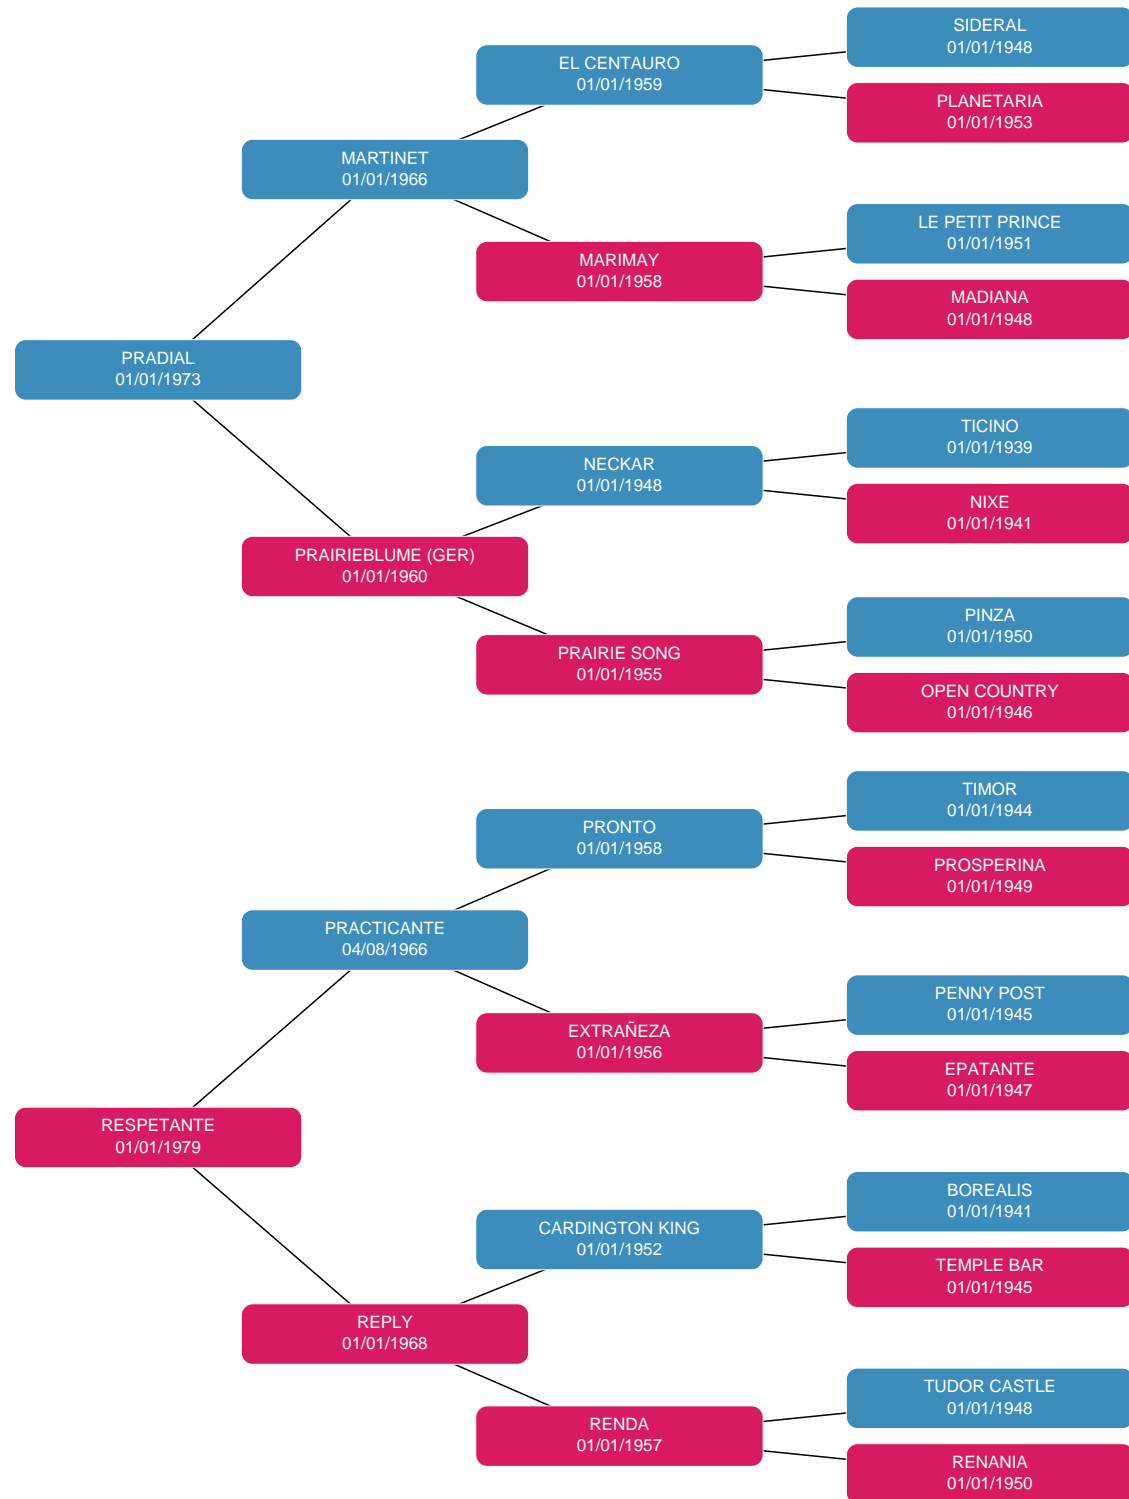 SIDERAL
01/01/1948
EL CENTAURO
01/01/1959
PLANETARIA
01/01/1953
MARTINET
01/01/1966
LE PETIT PRINCE
01/01/1951
MARIMAY
01/01/1958
MADIANA
01/01/1948
PRADIAL
01/01/1973
TICINO
01/01/1939
NECKAR
01/01/1948
NIXE
01/01/1941
PRAIRIEBLUME (GER)
01/01/1960
PINZA
01/01/1950
PRAIRIE SONG
01/01/1955
OPEN COUNTRY
01/01/1946
TIMOR
01/01/1944
PRONTO
01/01/1958
PROSPERINA
01/01/1949
PRACTICANTE
04/08/1966
PENNY POST
01/01/1945
EXTRAÑEZA
01/01/1956
EPATANTE
01/01/1947
RESPETANTE
01/01/1979
BOREALIS
01/01/1941
CARDINGTON KING
01/01/1952
TEMPLE BAR
01/01/1945
REPLY
01/01/1968
TUDOR CASTLE
01/01/1948
RENDA
01/01/1957
RENANIA
01/01/1950